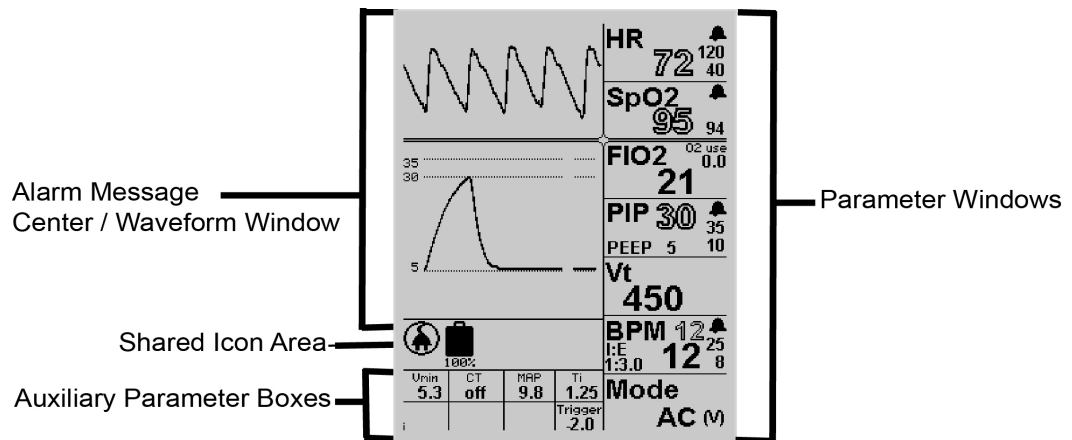 Alarm Message
Center / Waveform Window
Shared Icon Area
Auxiliary Parameter Boxes
35
30
5
100%
Vmin
5.3
CT
off
MAP
9.8
Ti
1.25
Trigger
-2.0
i
HR
72
120
40
SpO2
95
94
FIO2
O2 use
0.0
21
PIP 30
35
PEEP 5 10
Vt
450
BPM 12
25
I:E
1:3.0
12
8
Mode
AC (V)
Parameter Windows